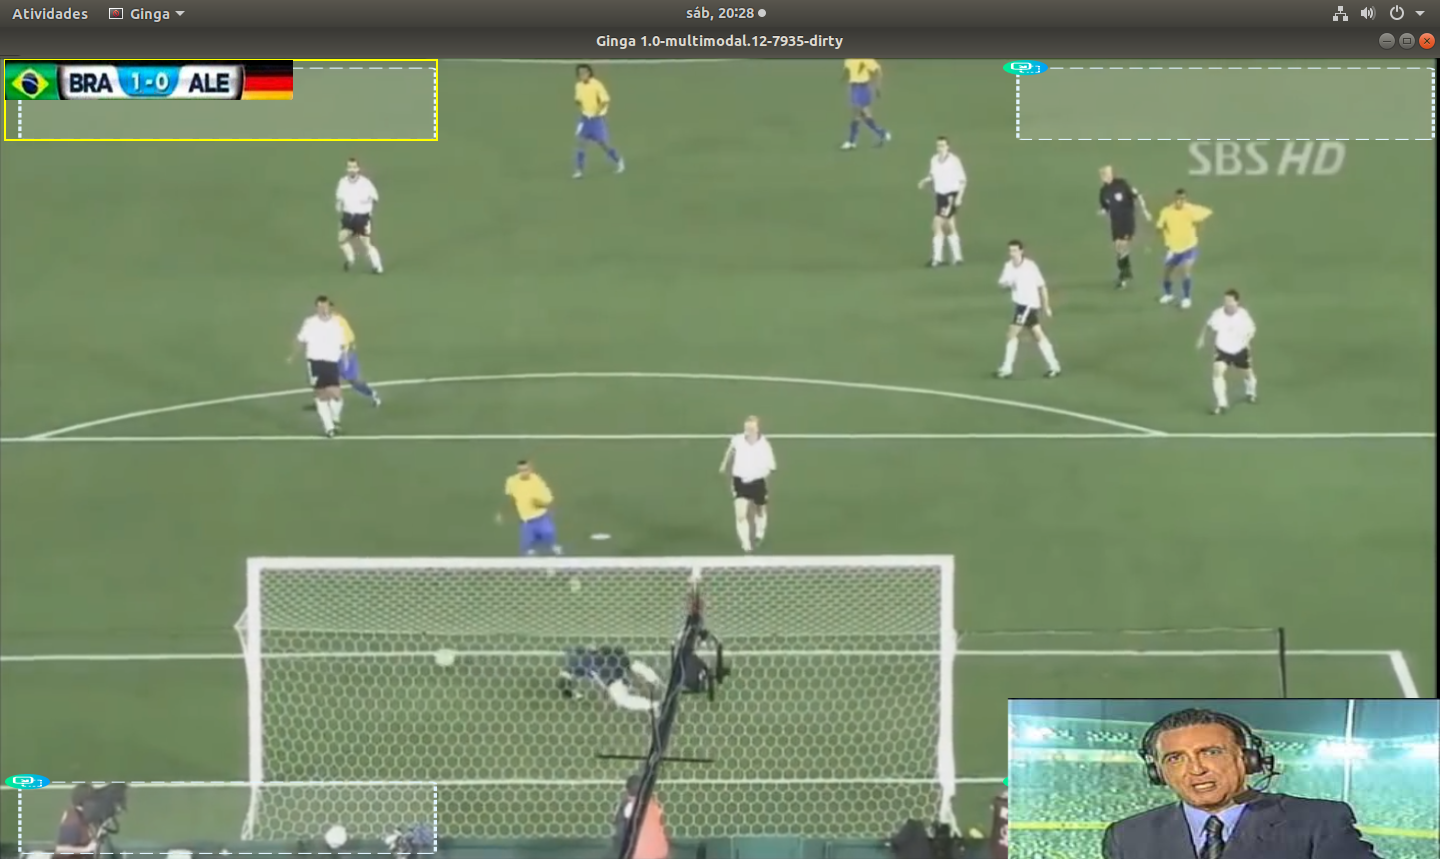 Atividades Ginga sáb, 20:28
Ginga 1.0-multimodal.12-7935-dirty
BRA 1-0 ALE
SBS HD